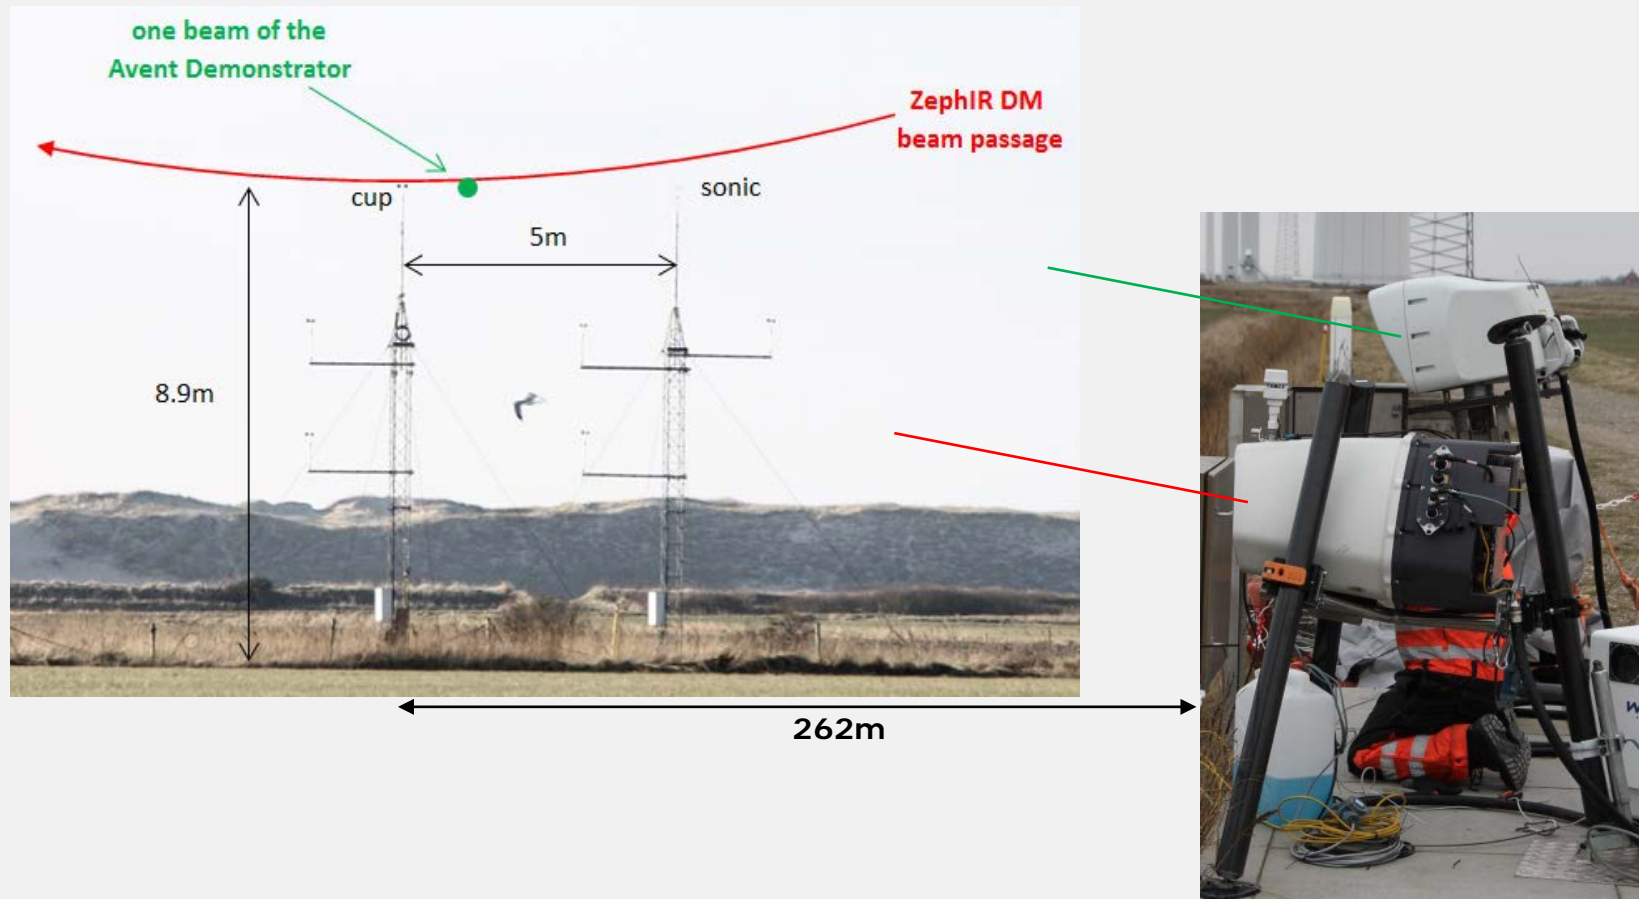 one beam of the
Avent Demonstrator
ZephIR DM
beam passage
cup
sonic
5m
8.9m
262m